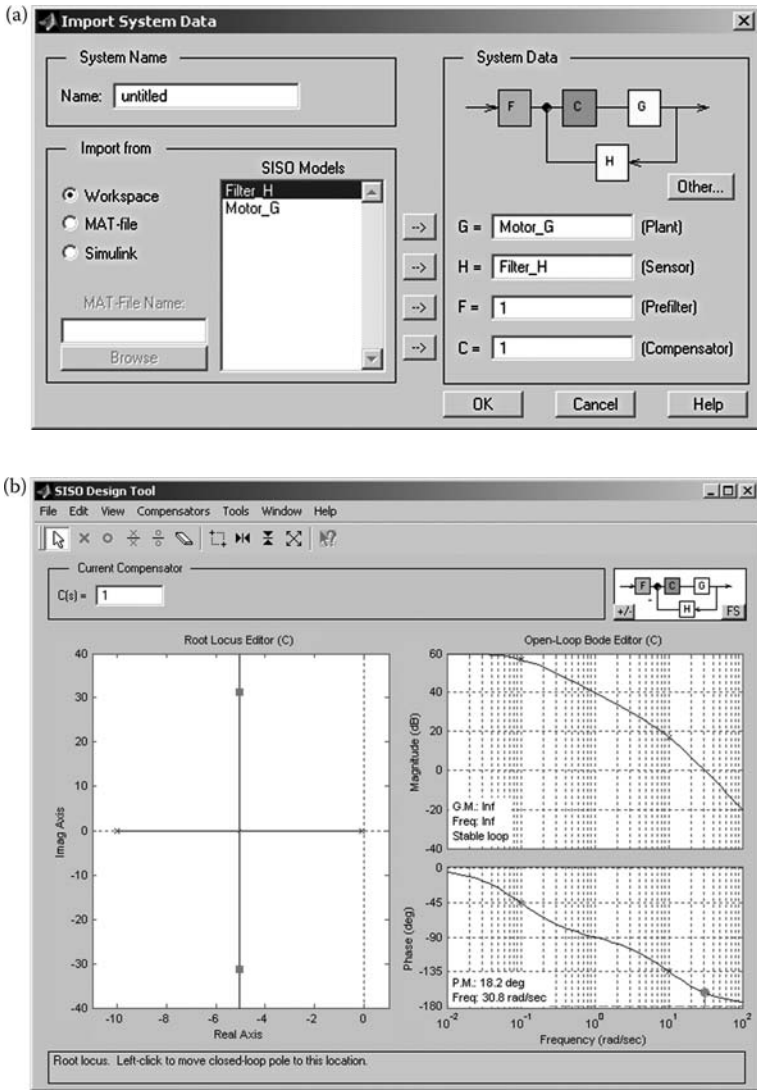 (a)
Import System Data
System Name
Name: untitled
Import from
Workspace
MAT-file
Simulink
MAT-File Name:
Browse
SISO Models
Filter_H
Motor_G
-->
-->
-->
-->
System Data
F
C
G
H
Other...
G = Motor_G (Plant)
H = Filter_H (Sensor)
F = 1 (Prefilter)
C = 1 (Compensator)
OK Cancel Help
(b)
SISO Design Tool
File Edit View Compensators Tools Window Help
Current Compensator
C(s) = 1
F C G
H
+/- FS
Root Locus Editor (C)
40
30
20
10
0
-10
-20
-30
-40
Imag Axis
-10 -8 -6 -4 -2 0
Real Axis
Open-Loop Bode Editor (C)
60
40
20
0
-20
-40
Magnitude (dB)
G.M.: Inf
Freq: Inf
Stable loop
0
-45
-90
-135
-180
Phase (deg)
P.M.: 18.2 deg
Freq: 30.8 rad/sec
10-2 10-1 100 101 102
Frequency (rad/sec)
Root locus. Left-click to move closed-loop pole to this location.